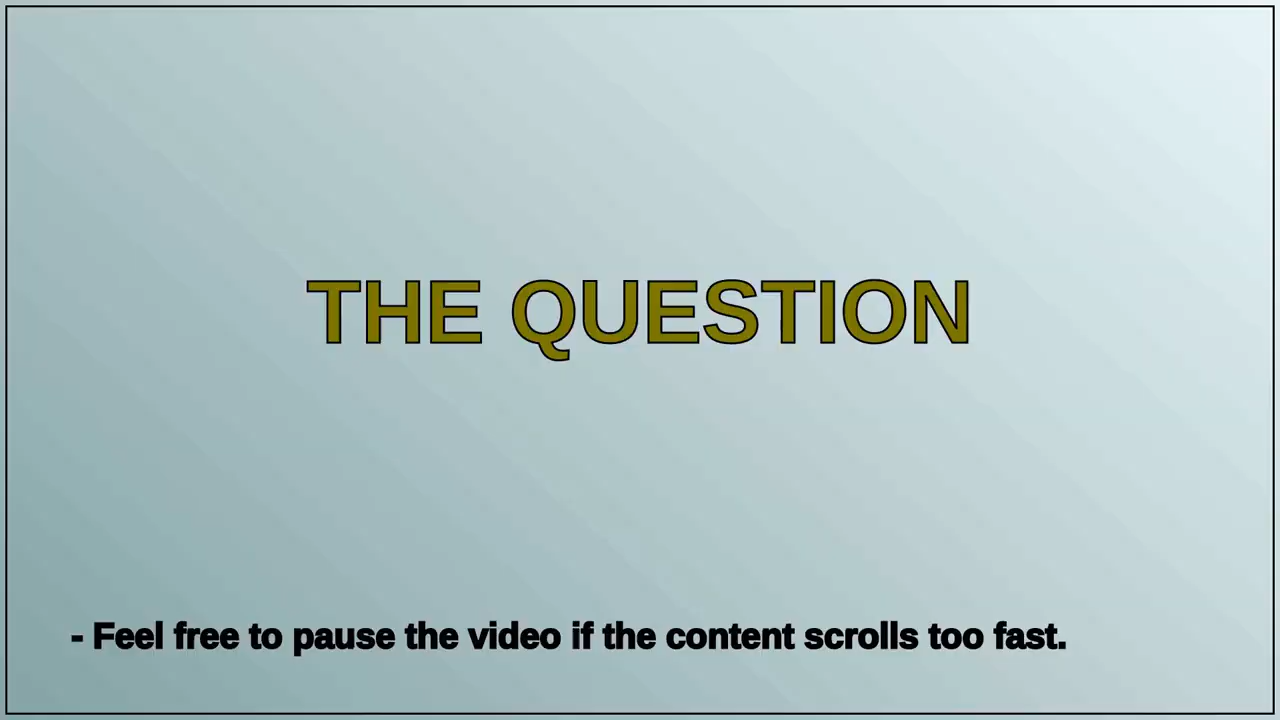 THE QUESTION
- Feel free to pause the video if the content scrolls too fast.